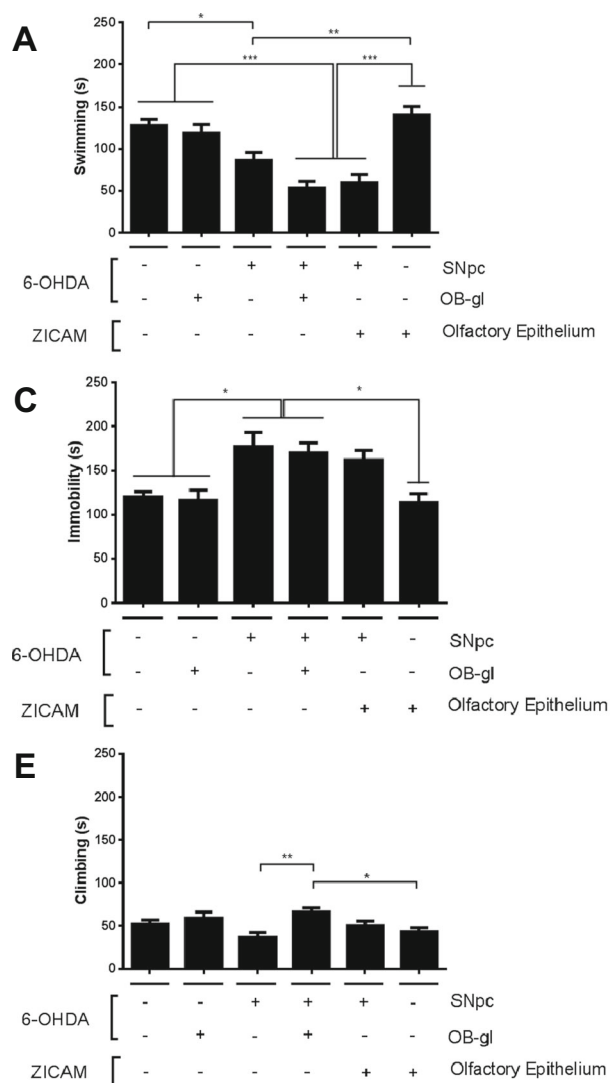 A
Swimming (s)
250
200
150
100
50
0
*
**
***
***
6-OHDA
- - + + + - SNpc
- + - + - - OB-gl
ZICAM
- - - - + + Olfactory Epithelium
C
Immobility (s)
250
200
150
100
50
0
*
*
6-OHDA
- - + + + - SNpc
- + - + - - OB-gl
ZICAM
- - - - + + Olfactory Epithelium
E
Climbing (s)
250
200
150
100
50
0
**
*
6-OHDA
- - + + + - SNpc
- + - + - - OB-gl
ZICAM
- - - - + + Olfactory Epithelium